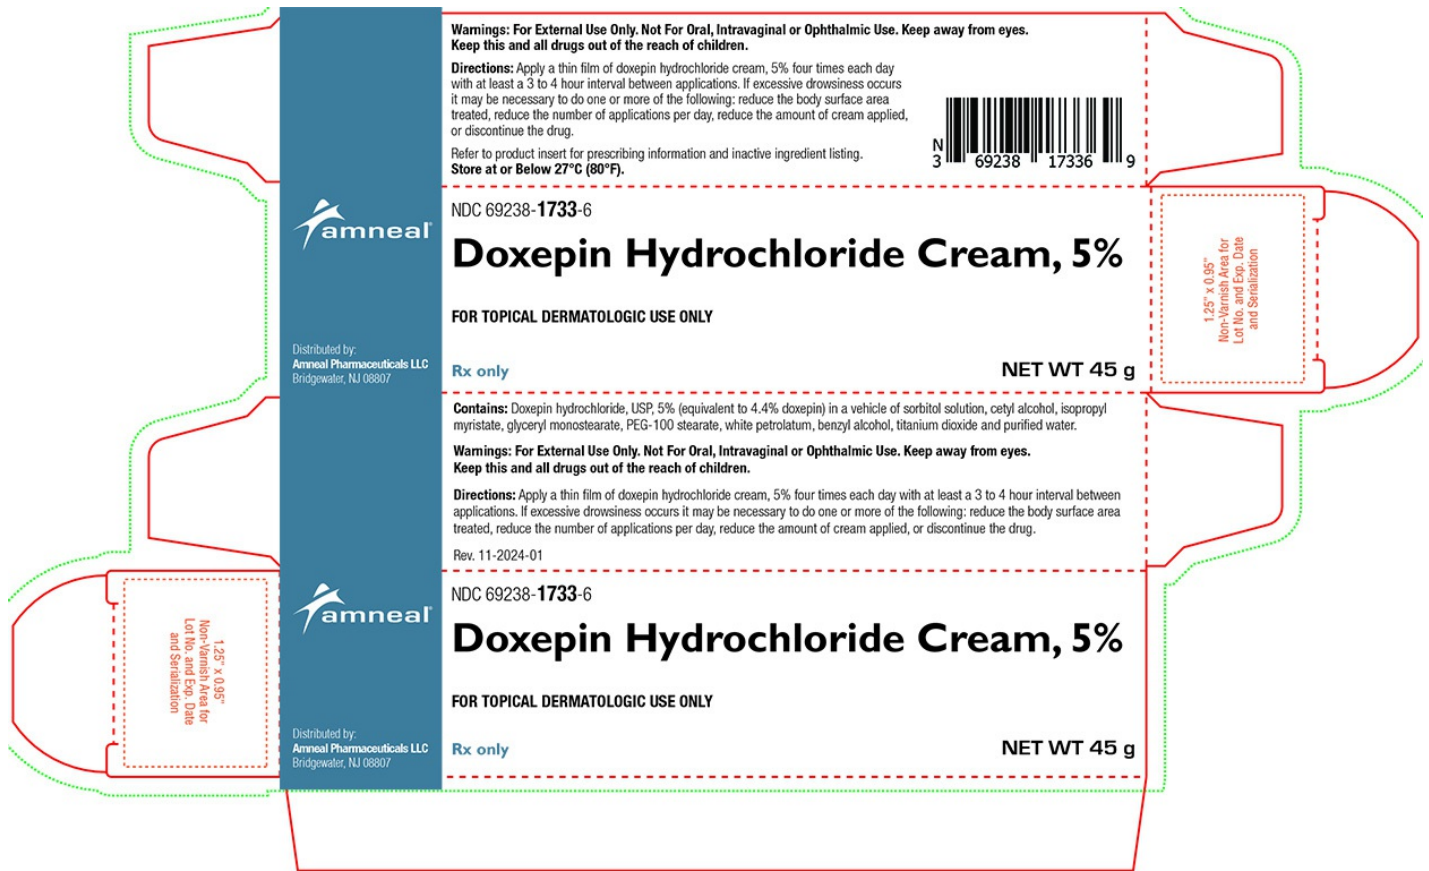 Warnings: For External Use Only. Not For Oral, Intravaginal or Ophthalmic Use. Keep away from eyes.
Keep this and all drugs out of the reach of children.
Directions: Apply a thin film of doxepin hydrochloride cream, 5% four times each day
with at least a 3 to 4 hour interval between applications. If excessive drowsiness occurs
it may be necessary to do one or more of the following: reduce the body surface area
treated, reduce the number of applications per day, reduce the amount of cream applied,
or discontinue the drug.
Refer to product insert for prescribing information and inactive ingredient listing.
Store at or Below 27°C (80°F).
N
3 69238 17336 9
amneal®
NDC 69238-1733-6
Doxepin Hydrochloride Cream, 5%
FOR TOPICAL DERMATOLOGIC USE ONLY
Distributed by:
Amneal Pharmaceuticals LLC
Bridgewater, NJ 08807
Rx only
NET WT 45 g
1.25" x 0.95"
Non-Varnish Area for
Lot No. and Exp. Date
and Serialization
Contains: Doxepin hydrochloride, USP, 5% (equivalent to 4.4% doxepin) in a vehicle of sorbitol solution, cetyl alcohol, isopropyl
myristate, glyceryl monostearate, PEG-100 stearate, white petrolatum, benzyl alcohol, titanium dioxide and purified water.
Warnings: For External Use Only. Not For Oral, Intravaginal or Ophthalmic Use. Keep away from eyes.
Keep this and all drugs out of the reach of children.
Directions: Apply a thin film of doxepin hydrochloride cream, 5% four times each day with at least a 3 to 4 hour interval between
applications. If excessive drowsiness occurs it may be necessary to do one or more of the following: reduce the body surface area
treated, reduce the number of applications per day, reduce the amount of cream applied, or discontinue the drug.
Rev. 11-2024-01
amneal®
NDC 69238-1733-6
Doxepin Hydrochloride Cream, 5%
FOR TOPICAL DERMATOLOGIC USE ONLY
Distributed by:
Amneal Pharmaceuticals LLC
Bridgewater, NJ 08807
Rx only
NET WT 45 g
1.25" x 0.95"
Non-Varnish Area for
Lot No. and Exp. Date
and Serialization